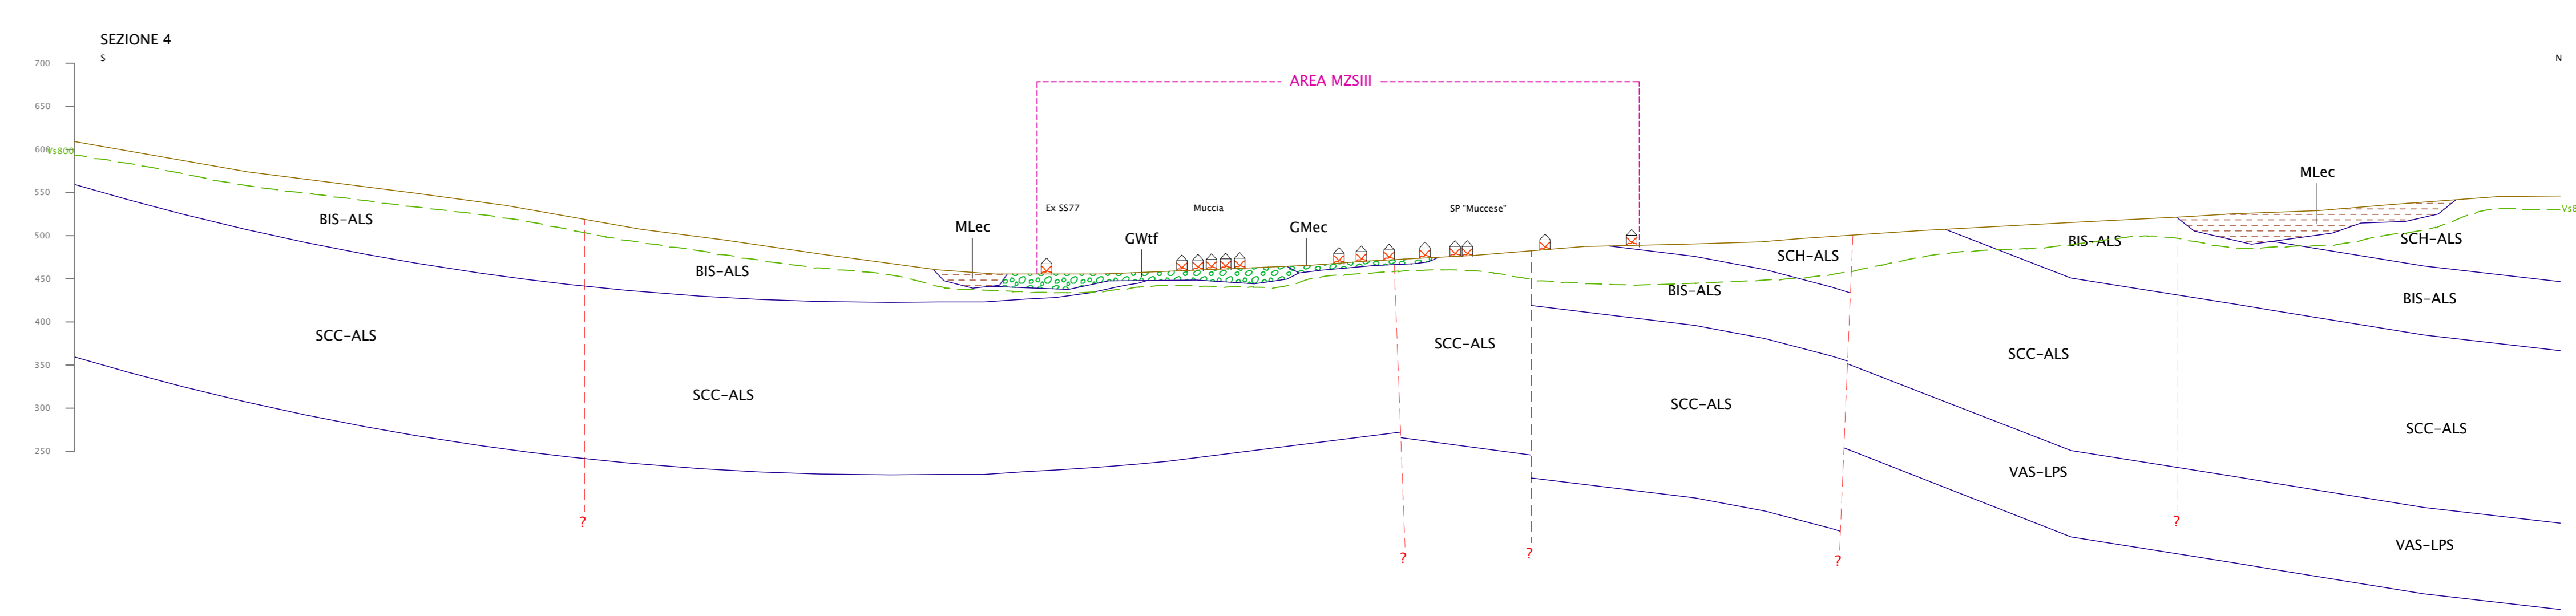 SEZIONE 4
S
N
700
AREA MZSIII
650
600
Vs800
550
MLec
Ex SS77
Muccia
SP "Muccese"
BIS-ALS
500
MLec
GWtf
GMec
BIS-ALS
SCH-ALS
Vs8
450
BIS-ALS
SCH-ALS
BIS-ALS
BIS-ALS
400
SCC-ALS
SCC-ALS
SCC-ALS
350
SCC-ALS
SCC-ALS
300
SCC-ALS
250
VAS-LPS
?
?
?
?
?
VAS-LPS